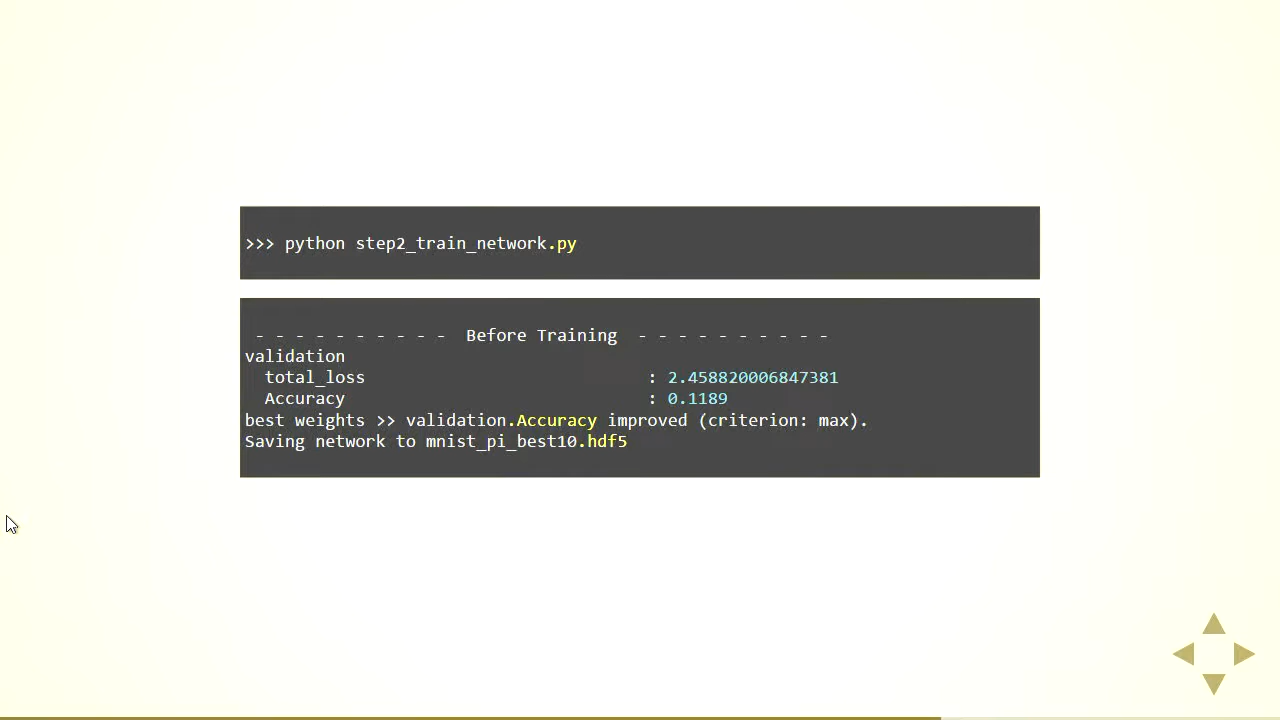 >>> python step2_train_network.py
- - - - - - - - - - Before Training - - - - - - - - - -
validation
total_loss : 2.458820006847381
Accuracy : 0.1189
best weights >> validation.Accuracy improved (criterion: max).
Saving network to mnist_pi_best10.hdf5